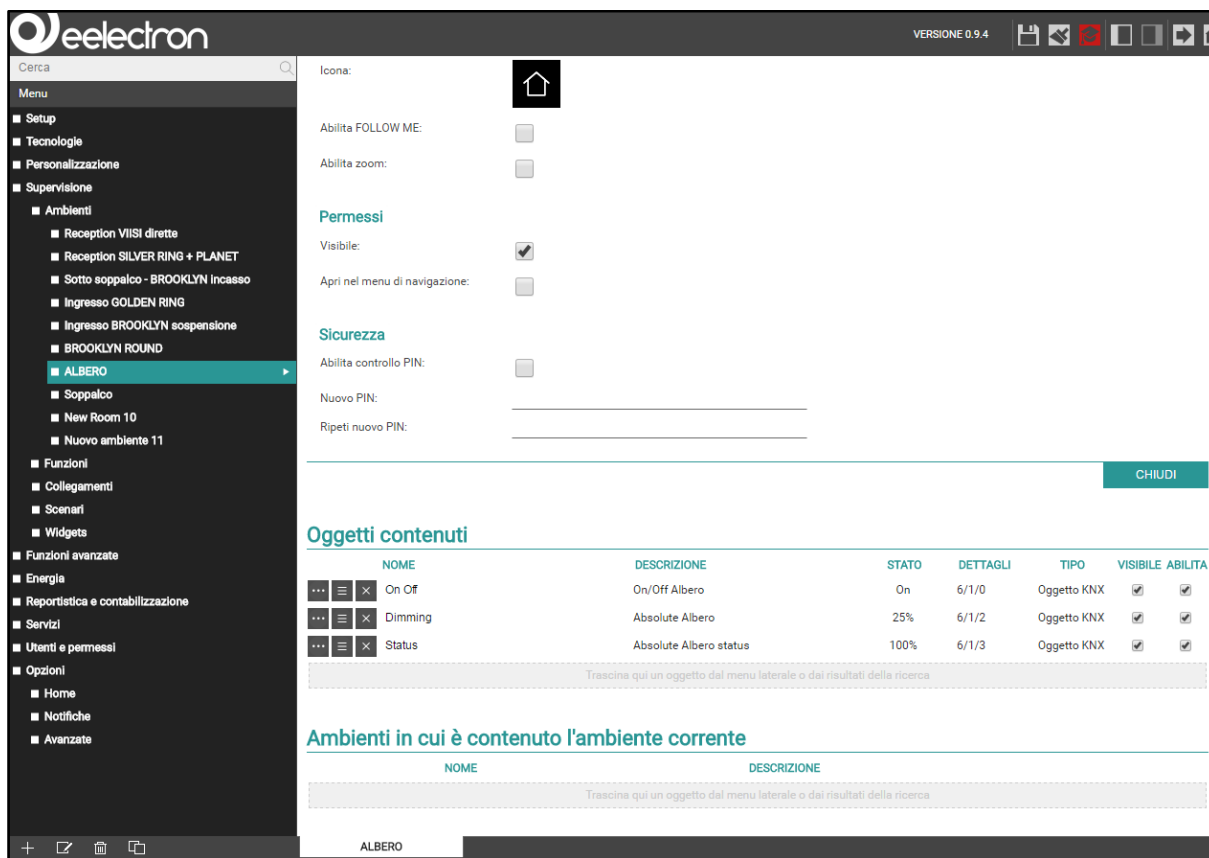 eelectron
VERSIONE 0.9.4
Cerca
Menu
Setup
Tecnologie
Personalizzazione
Supervisione
Ambienti
Reception VIISI dirette
Reception SILVER RING + PLANET
Sotto soppalco - BROOKLYN incasso
Ingresso GOLDEN RING
Ingresso BROOKLYN sospensione
BROOKLYN ROUND
ALBERO
Soppalco
New Room 10
Nuovo ambiente 11
Funzioni
Collegamenti
Scenari
Widgets
Funzioni avanzate
Energia
Reportistica e contabilizzazione
Servizi
Utenti e permessi
Opzioni
Home
Notifiche
Avanzate
Icona:
Abilita FOLLOW ME:
Abilita zoom:
Permessi
Visibile:
Apri nel menu di navigazione:
Sicurezza
Abilita controllo PIN:
Nuovo PIN:
Ripeti nuovo PIN:
CHIUDI
Oggetti contenuti
NOME DESCRIZIONE STATO DETTAGLI TIPO VISIBILE ABILITA
On Off On/Off Albero On 6/1/0 Oggetto KNX
Dimming Absolute Albero 25% 6/1/2 Oggetto KNX
Status Absolute Albero status 100% 6/1/3 Oggetto KNX
Trascina qui un oggetto dal menu laterale o dai risultati della ricerca
Ambienti in cui è contenuto l'ambiente corrente
NOME DESCRIZIONE
Trascina qui un oggetto dal menu laterale o dai risultati della ricerca
ALBERO